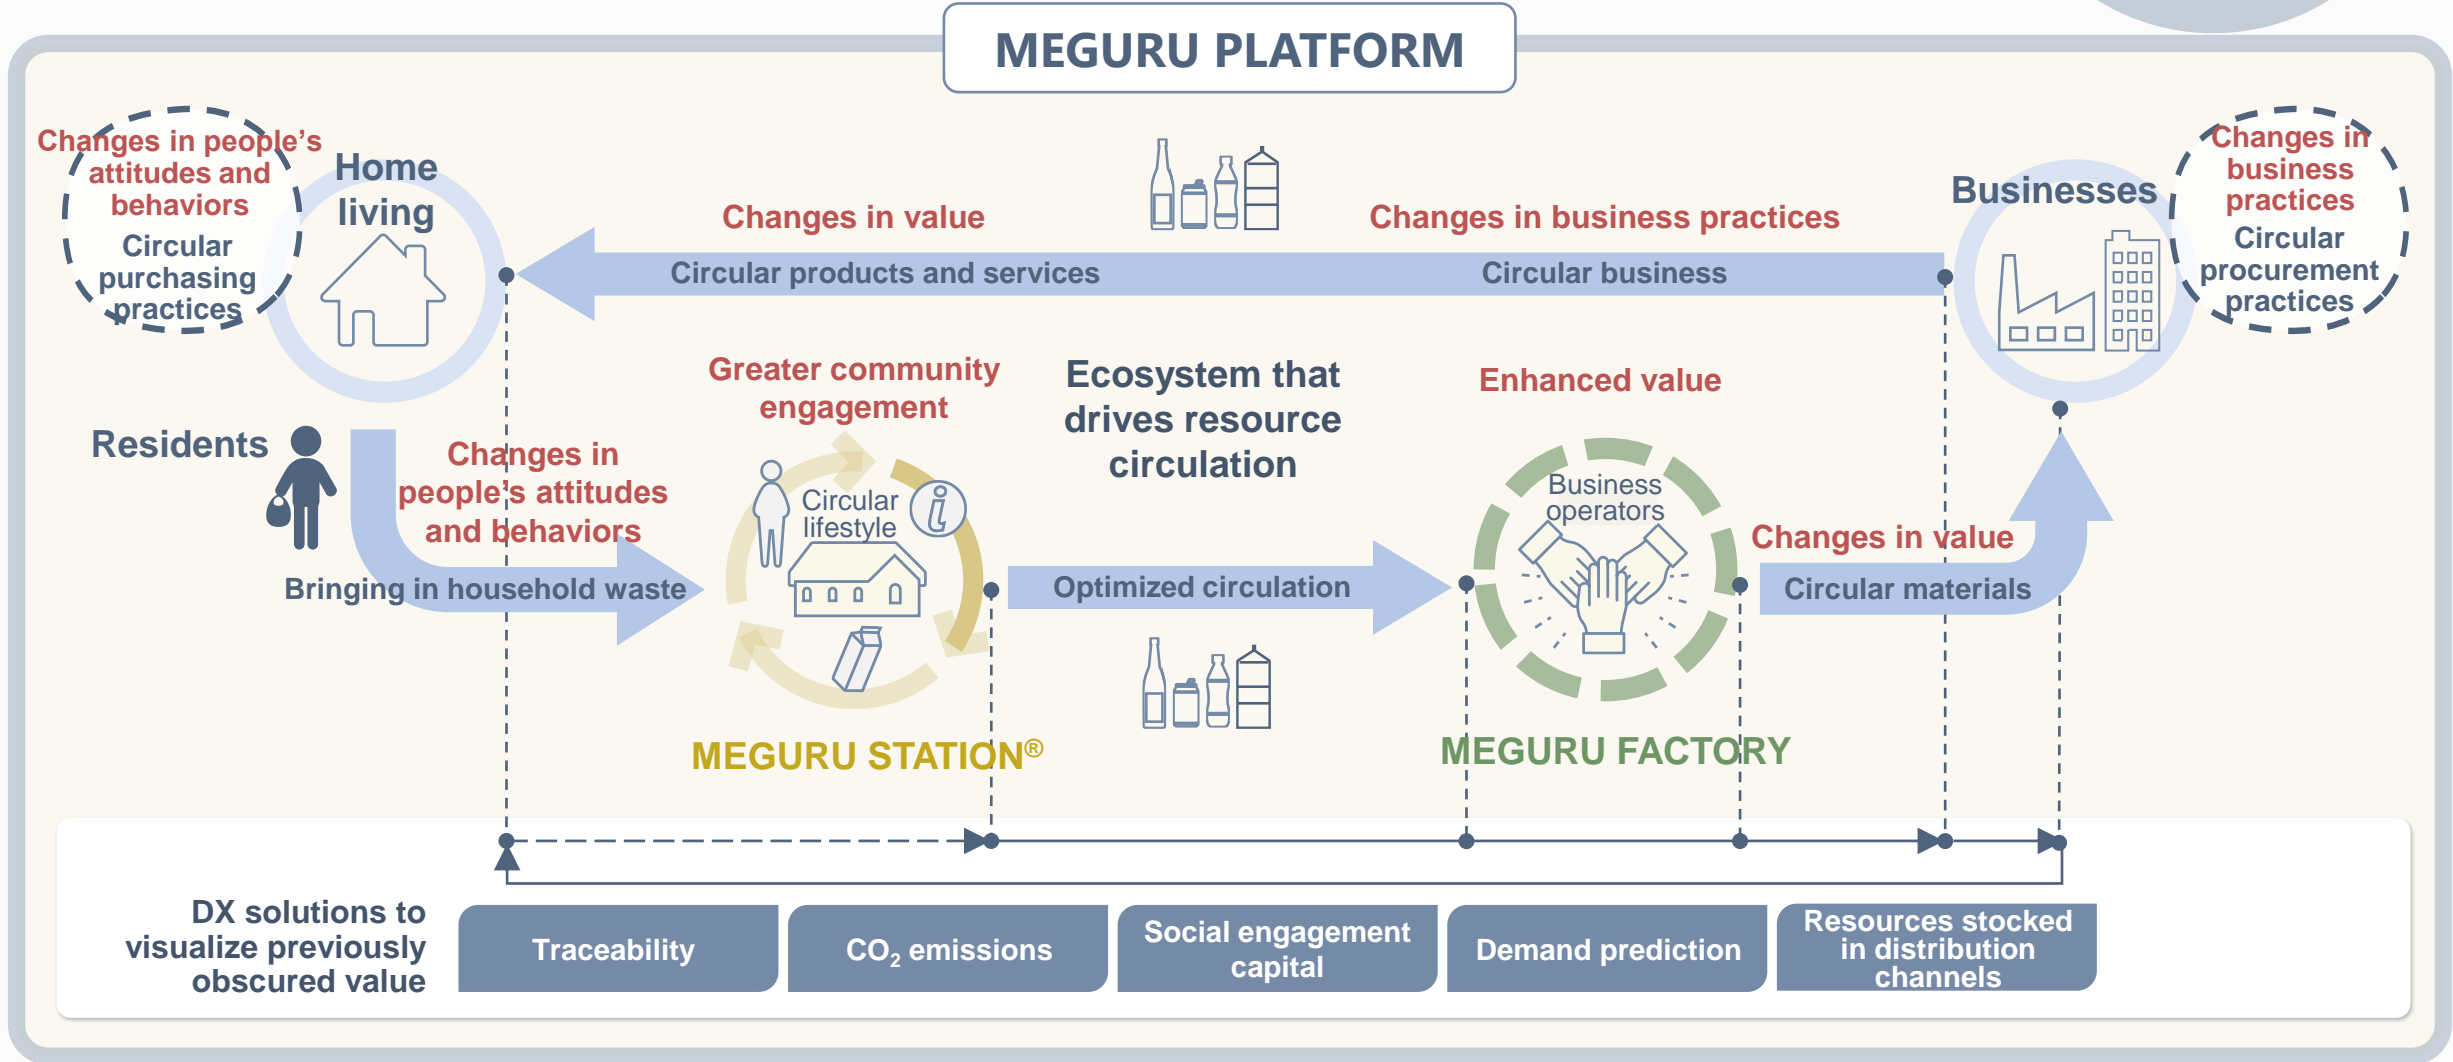 MEGURU PLATFORM
Changes in people's
attitudes and
behaviors
Circular
purchasing
practices
Home
living
Changes in value
Changes in business practices
Circular products and services
Circular business
Businesses
Changes in
business
practices
Circular
procurement
practices
Residents
Changes in
people's attitudes
and behaviors
Bringing in household waste
Greater community
engagement
Circular
lifestyle
i
MEGURU STATION®
Ecosystem that
drives resource
circulation
Optimized circulation
Enhanced value
Business
operators
MEGURU FACTORY
Changes in value
Circular materials
DX solutions to
visualize previously
obscured value
Traceability
CO₂ emissions
Social engagement
capital
Demand prediction
Resources stocked
in distribution
channels